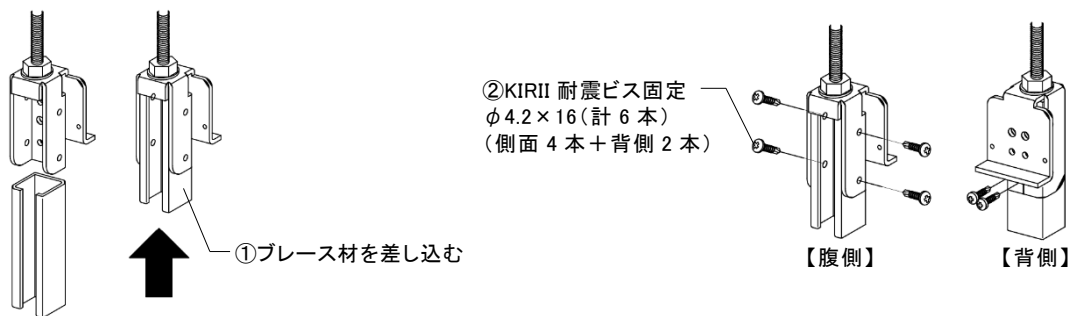 ①ブレース材を差し込む
②KIRII 耐震ビス固定
φ4.2×16(計 6 本)
(側面 4 本＋背側 2 本)
【腹側】
【背側】